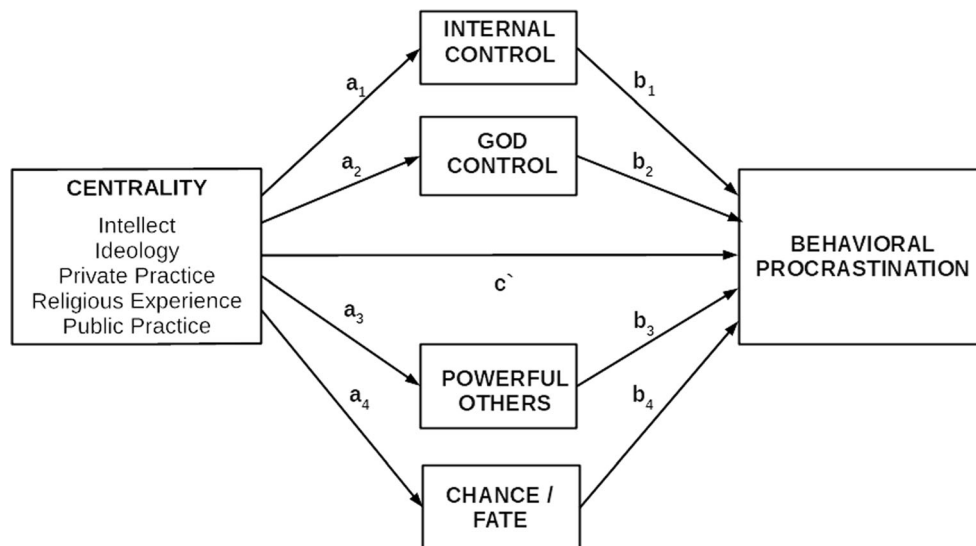 INTERNAL
CONTROL
a₁
b₁
GOD
CONTROL
a₂
b₂
CENTRALITY
Intellect
Ideology
Private Practice
Religious Experience
Public Practice
c`
BEHAVIORAL
PROCRASTINATION
a₃
b₃
POWERFUL
OTHERS
a₄
b₄
CHANCE /
FATE